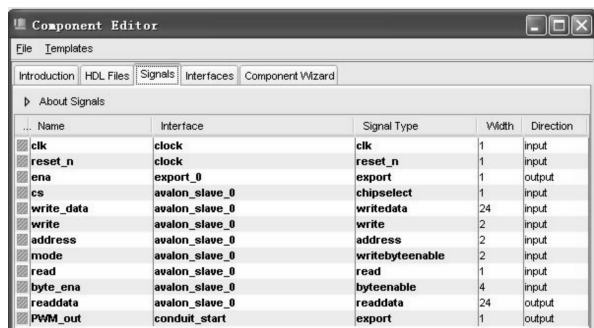 Component Editor
File Templates
Introduction HDL Files Signals Interfaces Component Wizard
About Signals
... Name Interface Signal Type Width Direction
clk clock clk 1 input
reset_n clock reset_n 1 input
ena export_0 export 1 output
cs avalon_slave_0 chipselect 1 input
write_data avalon_slave_0 writedata 24 input
write avalon_slave_0 write 2 input
address avalon_slave_0 address 2 input
mode avalon_slave_0 writebyteenable 2 input
read avalon_slave_0 read 1 input
byte_ena avalon_slave_0 byteenable 4 input
readdata avalon_slave_0 readdata 24 output
PWM_out conduit_start export 1 output